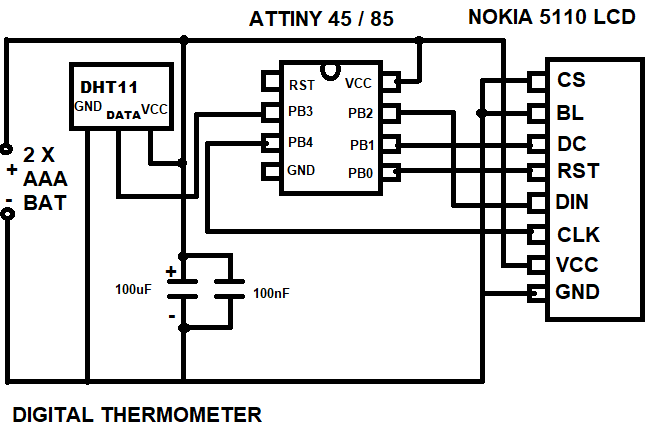 ATTINY 45 / 85
NOKIA 5110 LCD
DHT11
GND
DATA
VCC
RST
PB3
PB4
GND
VCC
PB2
PB1
PB0
CS
BL
DC
RST
DIN
CLK
VCC
GND
2 X
+ AAA
- BAT
+
100uF
-
100nF
DIGITAL THERMOMETER